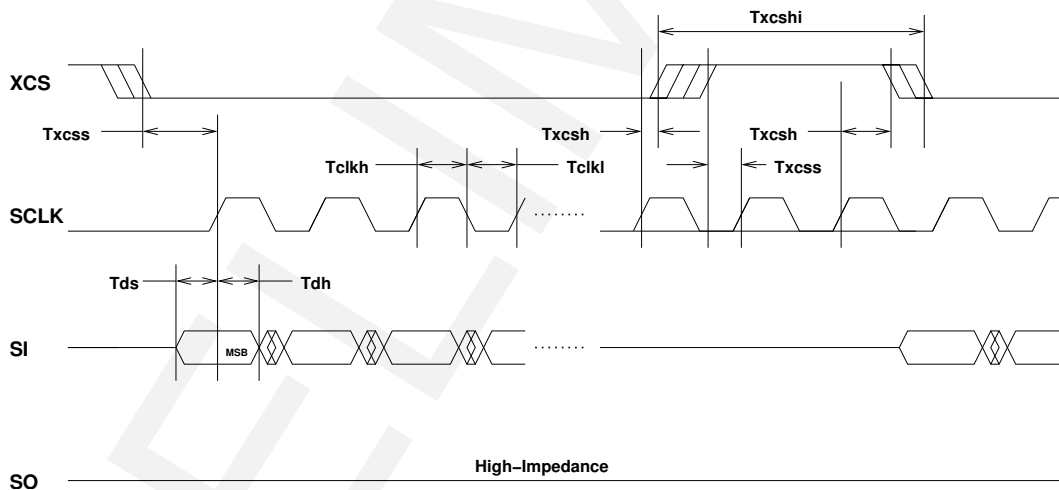 Txcshi
XCS
Txcss
Txcsh
Txcsh
Tclkh
Tclkl
Txcss
SCLK
Tds
Tdh
SI
MSB
High−Impedance
SO